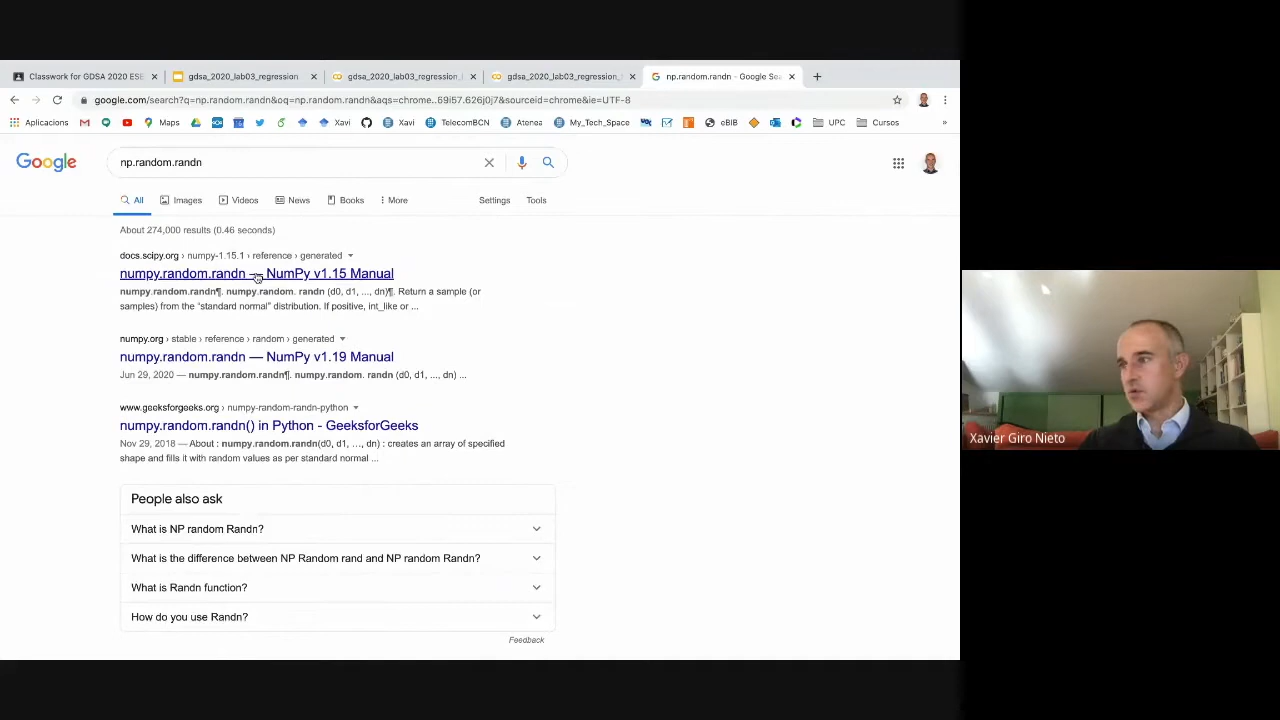 Classwork for GDSA 2020 ESE
gdsa_2020_lab03_regression
gdsa_2020_lab03_regression_
gdsa_2020_lab03_regression_
np.random.randn - Google Sea
google.com/search?q=np.random.randn&oq=np.random.randn&aqs=chrome..69i57.626j0j7&sourceid=chrome&ie=UTF-8
Aplicaciones
Maps
Xavi
Xavi
TelecomBCN
Atenea
My_Tech_Space
eBIB
UPC
Cursos
»
Google
np.random.randn
All
Images
Videos
News
Books
More
Settings
Tools
About 274,000 results (0.46 seconds)
docs.scipy.org › numpy-1.15.1 › reference › generated
numpy.random.randn — NumPy v1.15 Manual
numpy.random.randn¶. numpy.random. randn (d0, d1, ..., dn)¶. Return a sample (or
samples) from the “standard normal” distribution. If positive, int_like or ...
numpy.org › stable › reference › random › generated
numpy.random.randn — NumPy v1.19 Manual
Jun 29, 2020 — numpy.random.randn¶. numpy.random. randn (d0, d1, ..., dn) ...
www.geeksforgeeks.org › numpy-random-randn-python
numpy.random.randn() in Python - GeeksforGeeks
Nov 29, 2018 — About : numpy.random.randn(d0, d1, ..., dn) : creates an array of specified
shape and fills it with random values as per standard normal ...
People also ask
What is NP random Randn?
What is the difference between NP Random rand and NP random Randn?
What is Randn function?
How do you use Randn?
Feedback
Xavier Giro Nieto